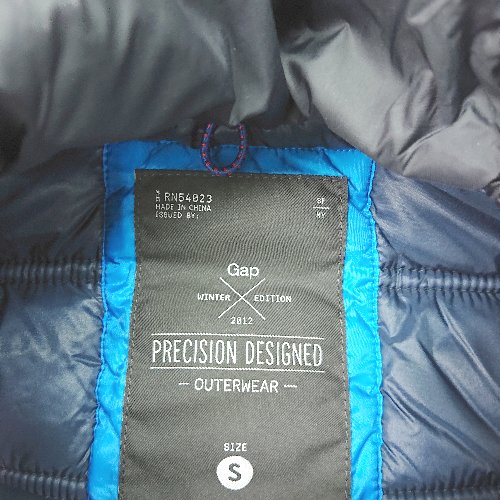 RN54023
MADE IN CHINA
ISSUED BY:
SF
NY
Gap
WINTER EDITION
2012
PRECISION DESIGNED
- OUTERWEAR -
SIZE
S